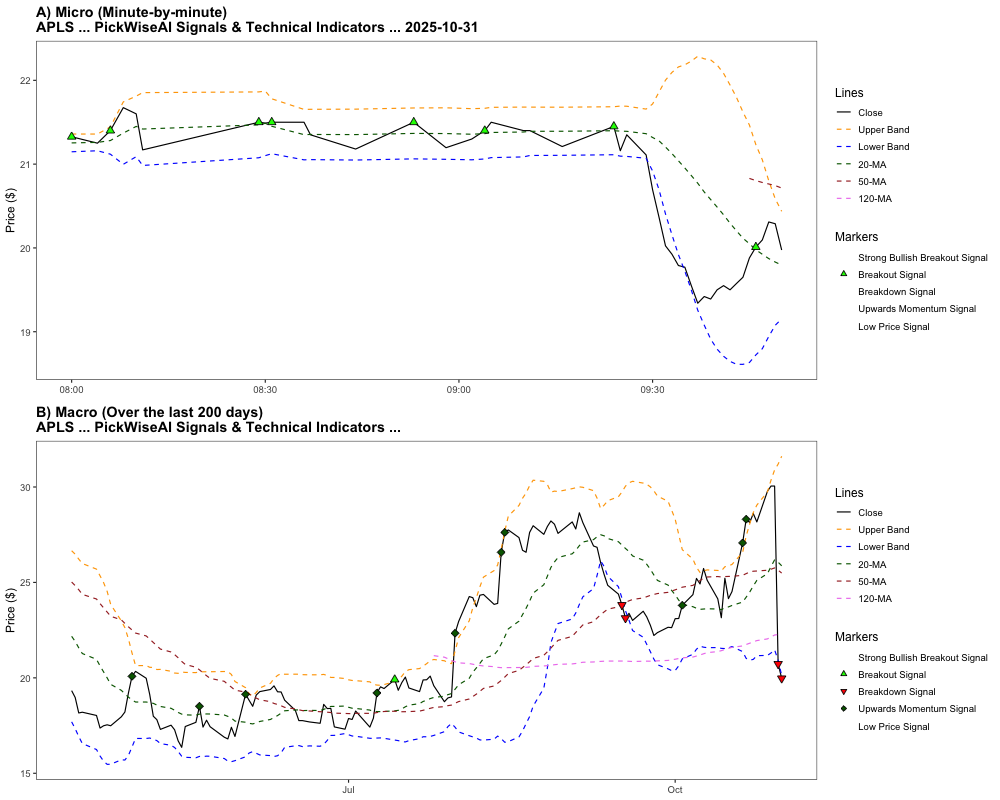 A) Micro (Minute-by-minute)
APLS ... PickWiseAI Signals & Technical Indicators ... 2025-10-31
Price ($)
22
21
20
19
08:00
08:30
09:00
09:30
Lines
Close
Upper Band
Lower Band
20-MA
50-MA
120-MA
Markers
Strong Bullish Breakout Signal
Breakout Signal
Breakdown Signal
Upwards Momentum Signal
Low Price Signal
B) Macro (Over the last 200 days)
APLS ... PickWiseAI Signals & Technical Indicators ...
Price ($)
30
25
20
15
Jul
Oct
Lines
Close
Upper Band
Lower Band
20-MA
50-MA
120-MA
Markers
Strong Bullish Breakout Signal
Breakout Signal
Breakdown Signal
Upwards Momentum Signal
Low Price Signal